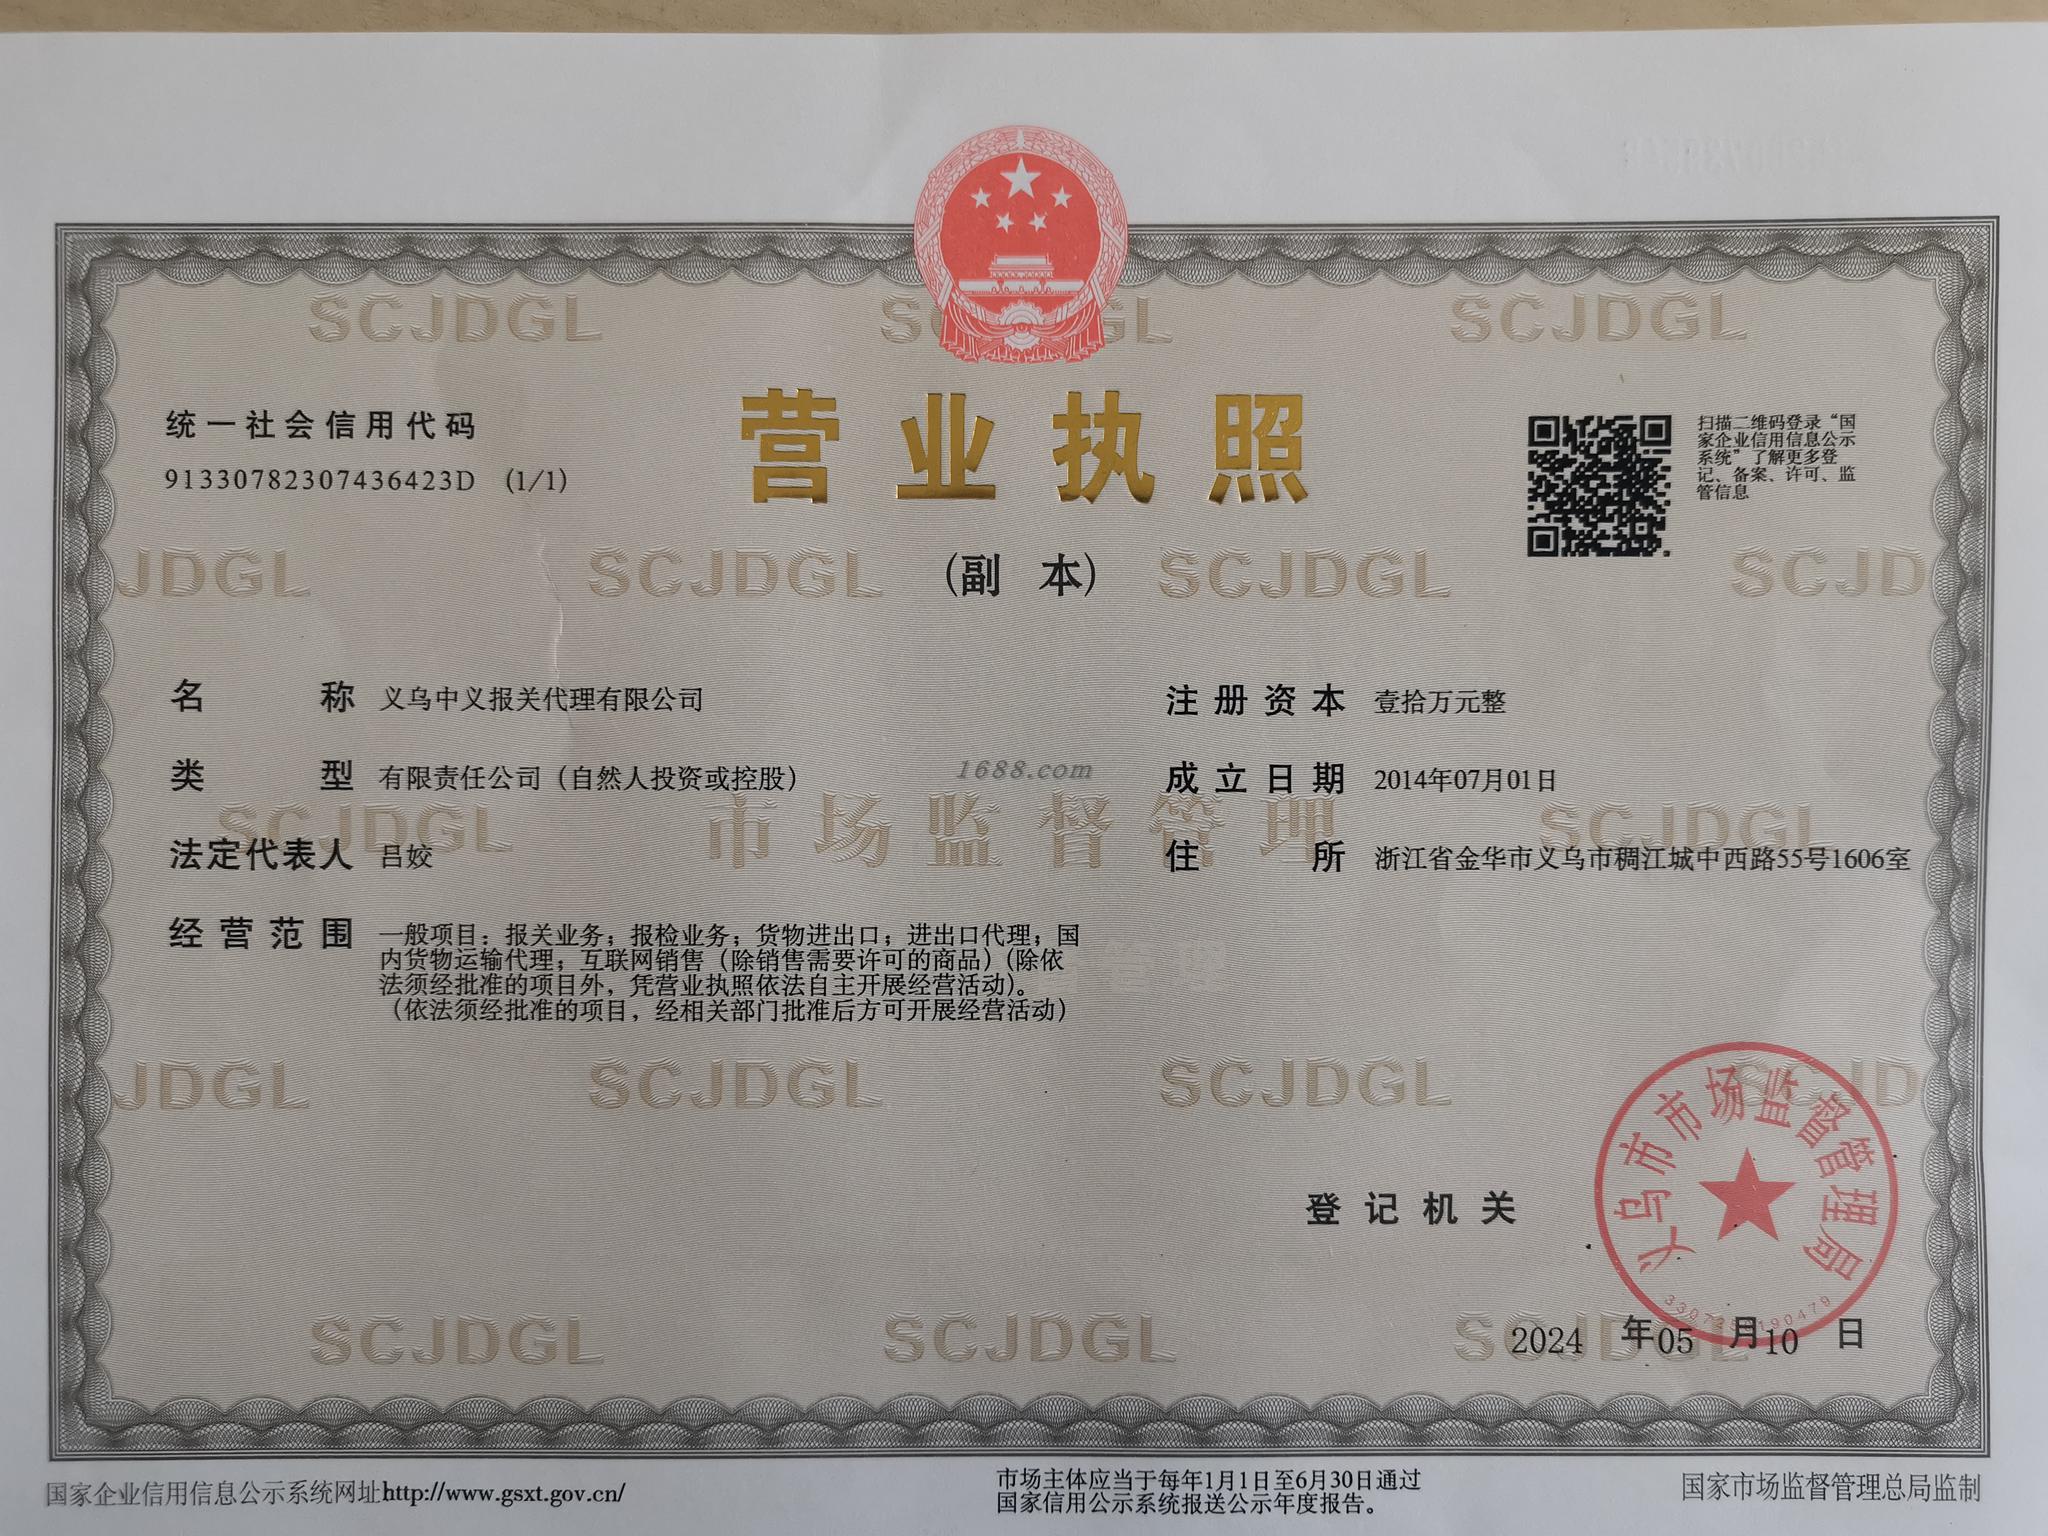 统一社会信用代码
91330782307436423D (1/1)
营业执照
(副 本)
扫描二维码登录“国
家企业信用信息公示
系统”了解更多登
记、备案、许可、监
管信息
SCJDGL SCJDGL SCJDGL
JDGL SCJDGL SCJDGL SCJD
名称 义乌中义报关代理有限公司
注册资本 壹拾万元整
类型 有限责任公司（自然人投资或控股）
1688.com
成立日期 2014年07月01日
SCJDGL 市场监督管理 SCJDGL
法定代表人 吕姣
住所 浙江省金华市义乌市稠江城中西路55号1606室
经营范围 一般项目：报关业务；报检业务；货物进出口；进出口代理；国
内货物运输代理；互联网销售（除销售需要许可的商品）(除依
法须经批准的项目外，凭营业执照依法自主开展经营活动)。
（依法须经批准的项目，经相关部门批准后方可开展经营活动）
JDGL SCJDGL SCJDGL SCJD
登记机关
义乌市市场监督管理局
SCJDGL SCJDGL SCJDGL
2024 年05 月10 日
国家企业信用信息公示系统网址http://www.gsxt.gov.cn/
市场主体应当于每年1月1日至6月30日通过
国家信用公示系统报送公示年度报告。
国家市场监督管理总局监制